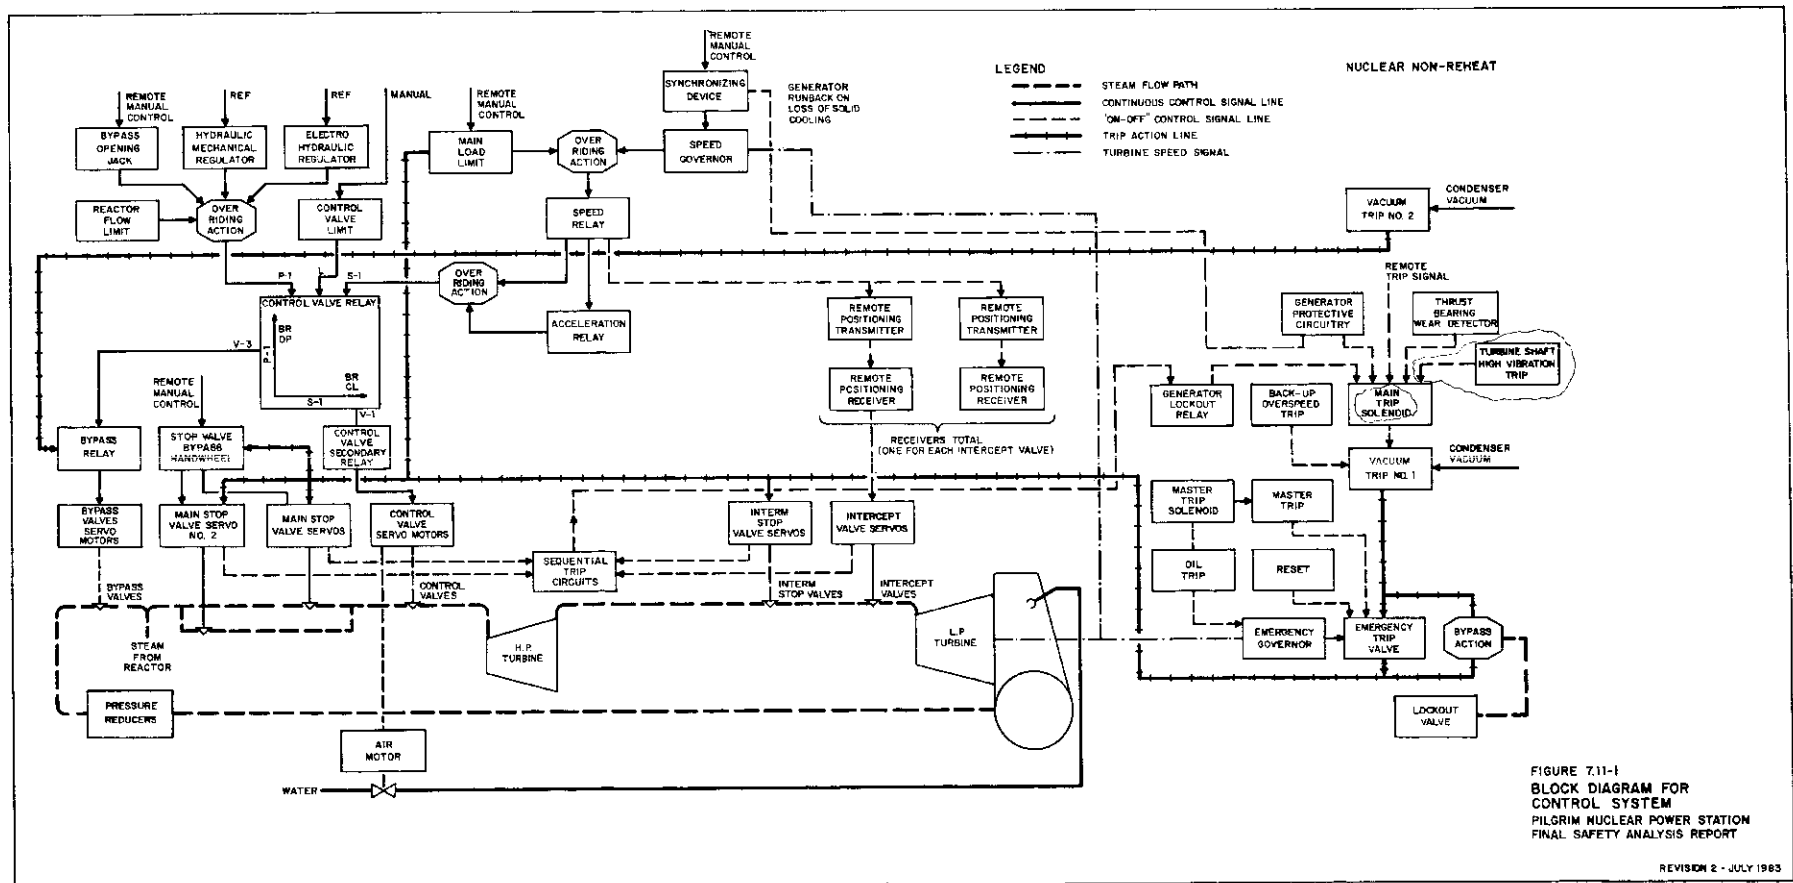 REMOTE
MANUAL
CONTROL
REF
REF
MANUAL
REMOTE
MANUAL
CONTROL
REMOTE
MANUAL
CONTROL
BYPASS
OPENING
JACK
HYDRAULIC
MECHANICAL
REGULATOR
ELECTRO
HYDRAULIC
REGULATOR
MAIN
LOAD
LIMIT
OVER
RIDING
ACTION
SYNCHRONIZING
DEVICE
SPEED
GOVERNOR
GENERATOR
RUNBACK ON
LOSS OF SOLID
COOLING
LEGEND
STEAM FLOW PATH
CONTINUOUS CONTROL SIGNAL LINE
"ON-OFF" CONTROL SIGNAL LINE
TRIP ACTION LINE
TURBINE SPEED SIGNAL
NUCLEAR NON-REHEAT
REACTOR
FLOW
LIMIT
OVER
RIDING
ACTION
CONTROL
VALVE
LIMIT
SPEED
RELAY
VACUUM
TRIP NO. 2
CONDENSER
VACUUM
P-1
L
S-1
OVER
RIDING
ACTION
CONTROL VALVE RELAY
BR
OP
P-1
BR
CL
S-1
V-3
V-1
ACCELERATION
RELAY
REMOTE
POSITIONING
TRANSMITTER
REMOTE
POSITIONING
TRANSMITTER
REMOTE
POSITIONING
RECEIVER
REMOTE
POSITIONING
RECEIVER
RECEIVERS TOTAL
(ONE FOR EACH INTERCEPT VALVE)
REMOTE
TRIP SIGNAL
GENERATOR
PROTECTIVE
CIRCUITRY
THRUST
BEARING
WEAR DETECTOR
TURBINE SHAFT
HIGH VIBRATION
TRIP
GENERATOR
LOCKOUT
RELAY
BACK-UP
OVERSPEED
TRIP
MAIN
TRIP
SOLENOID
VACUUM
TRIP NO. 1
CONDENSER
VACUUM
REMOTE
MANUAL
CONTROL
BYPASS
RELAY
STOP VALVE
BYPASS
HANDWHEEL
CONTROL
VALVE
SECONDARY
RELAY
BYPASS
VALVES
SERVO
MOTORS
MAIN STOP
VALVE SERVO
NO. 2
MAIN STOP
VALVE SERVOS
CONTROL
VALVE
SERVO MOTORS
INTERM
STOP
VALVE SERVOS
INTERCEPT
VALVE SERVOS
SEQUENTIAL
TRIP
CIRCUITS
MASTER
TRIP
SOLENOID
MASTER
TRIP
OIL
TRIP
RESET
BYPASS
VALVES
CONTROL
VALVES
INTERM
STOP VALVES
INTERCEPT
VALVES
STEAM
FROM
REACTOR
H.P.
TURBINE
L.P.
TURBINE
EMERGENCY
GOVERNOR
EMERGENCY
TRIP
VALVE
BYPASS
ACTION
PRESSURE
REDUCERS
LOCKOUT
VALVE
AIR
MOTOR
WATER
FIGURE 7.11-1
BLOCK DIAGRAM FOR
CONTROL SYSTEM
PILGRIM NUCLEAR POWER STATION
FINAL SAFETY ANALYSIS REPORT
REVISION 2 - JULY 1983